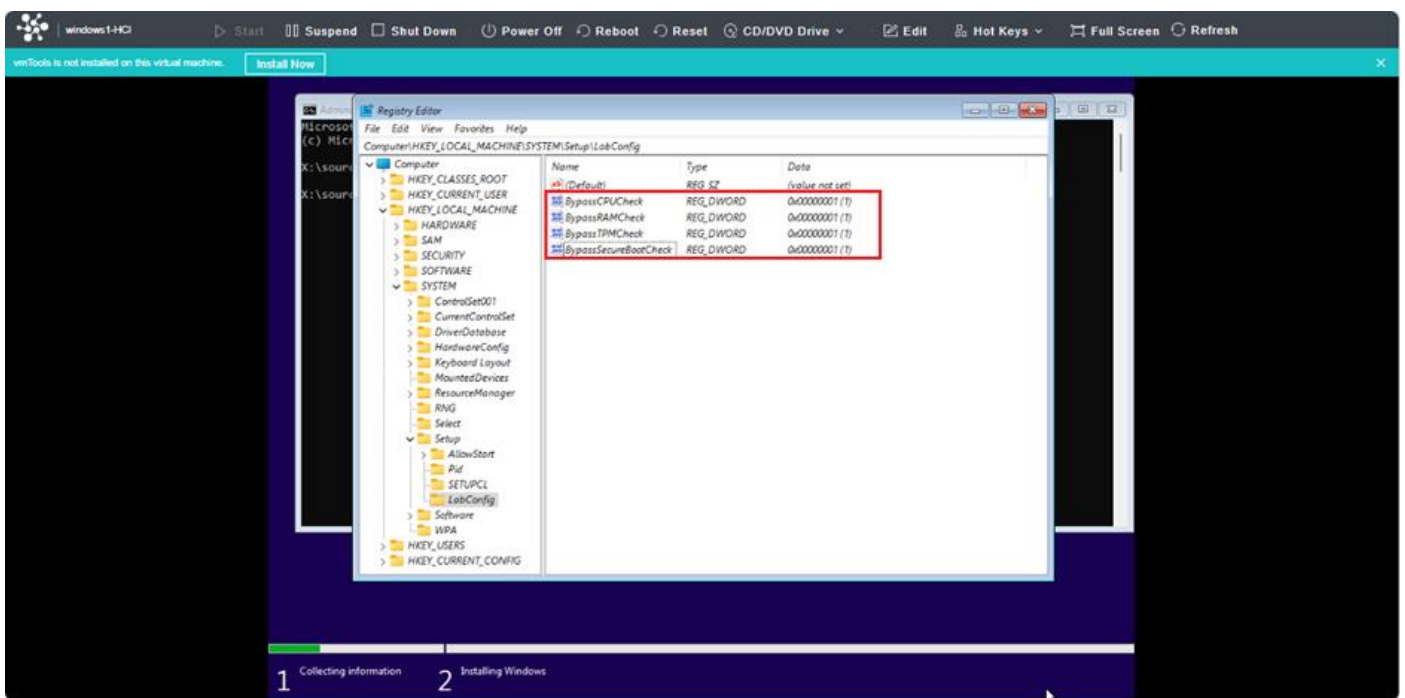 windows1-HCI Start Suspend Shut Down Power Off Reboot Reset CD/DVD Drive Edit Hot Keys Full Screen Refresh
vmTools is not installed on this virtual machine. Install Now
Registry Editor
File Edit View Favorites Help
Computer\HKEY_LOCAL_MACHINE\SYSTEM\Setup\LabConfig
(c)
X:\sour
X:\sour
Computer
HKEY_CLASSES_ROOT
HKEY_CURRENT_USER
HKEY_LOCAL_MACHINE
HARDWARE
SAM
SECURITY
SOFTWARE
SYSTEM
ControlSet001
CurrentControlSet
DriverDatabase
HardwareConfig
Keyboard Layout
MountedDevices
ResourceManager
RNG
Select
Setup
AllowStart
Pid
SETUPCL
LabConfig
Software
WPA
HKEY_USERS
HKEY_CURRENT_CONFIG
Name Type Data
(Default) REG_SZ (value not set)
BypassCPUCheck REG_DWORD 0x00000001 (1)
BypassRAMCheck REG_DWORD 0x00000001 (1)
BypassTPMCheck REG_DWORD 0x00000001 (1)
BypassSecureBootCheck REG_DWORD 0x00000001 (1)
1 Collecting information 2 Installing Windows